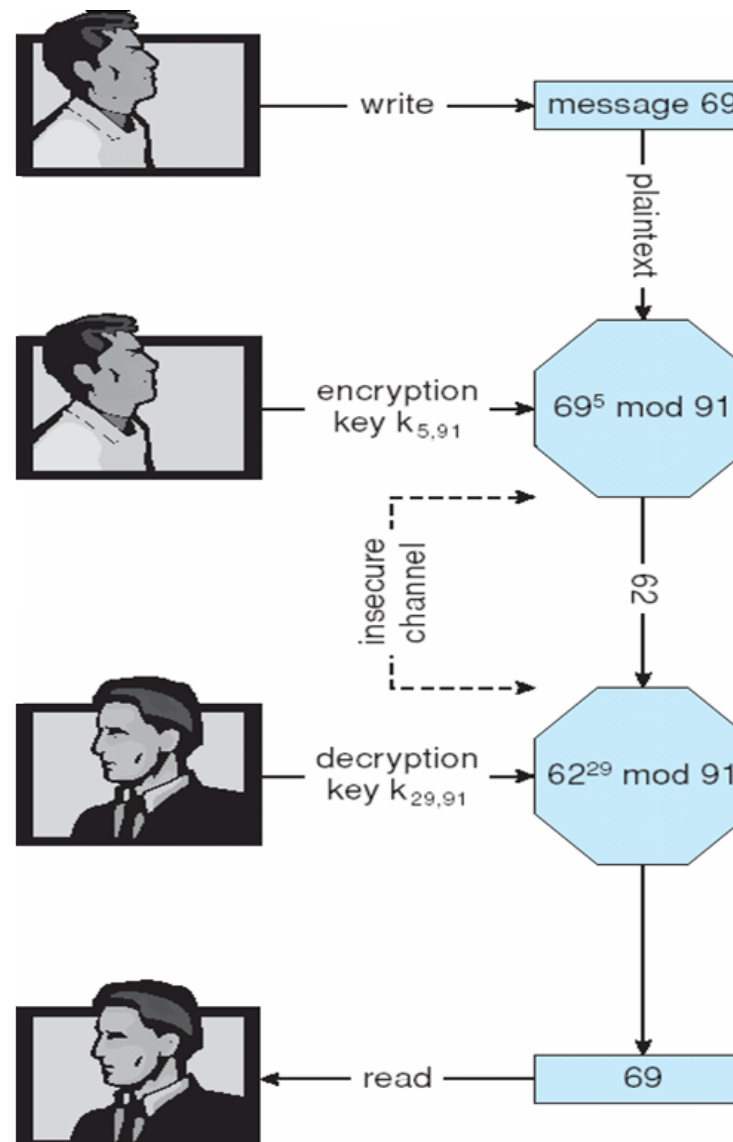 write
message 69
plaintext
encryption
key k5,91
69⁵ mod 91
insecure
channel
62
decryption
key k29,91
62²⁹ mod 91
read
69